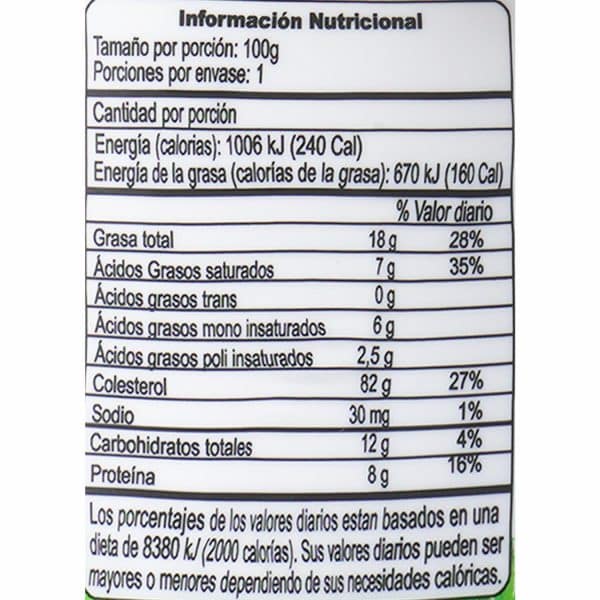 Información Nutricional
Tamaño por porción: 100g
Porciones por envase: 1
Cantidad por porción
Energía (calorias): 1006 kJ (240 Cal)
Energía de la grasa (calorías de la grasa): 670 kJ (160 Cal)
% Valor diario
Grasa total 18 g 28%
Ácidos Grasos saturados 7 g 35%
Ácidos grasos trans 0 g
Ácidos grasos mono insaturados 6 g
Ácidos grasos poli insaturados 2,5 g
Colesterol 82 g 27%
Sodio 30 mg 1%
Carbohidratos totales 12 g 4%
Proteína 8 g 16%
Los porcentajes de los valores diarios estan basados en una
dieta de 8380 kJ (2000 calorías). Sus valores diarios pueden ser
mayores o menores dependiendo de sus necesidades calóricas.